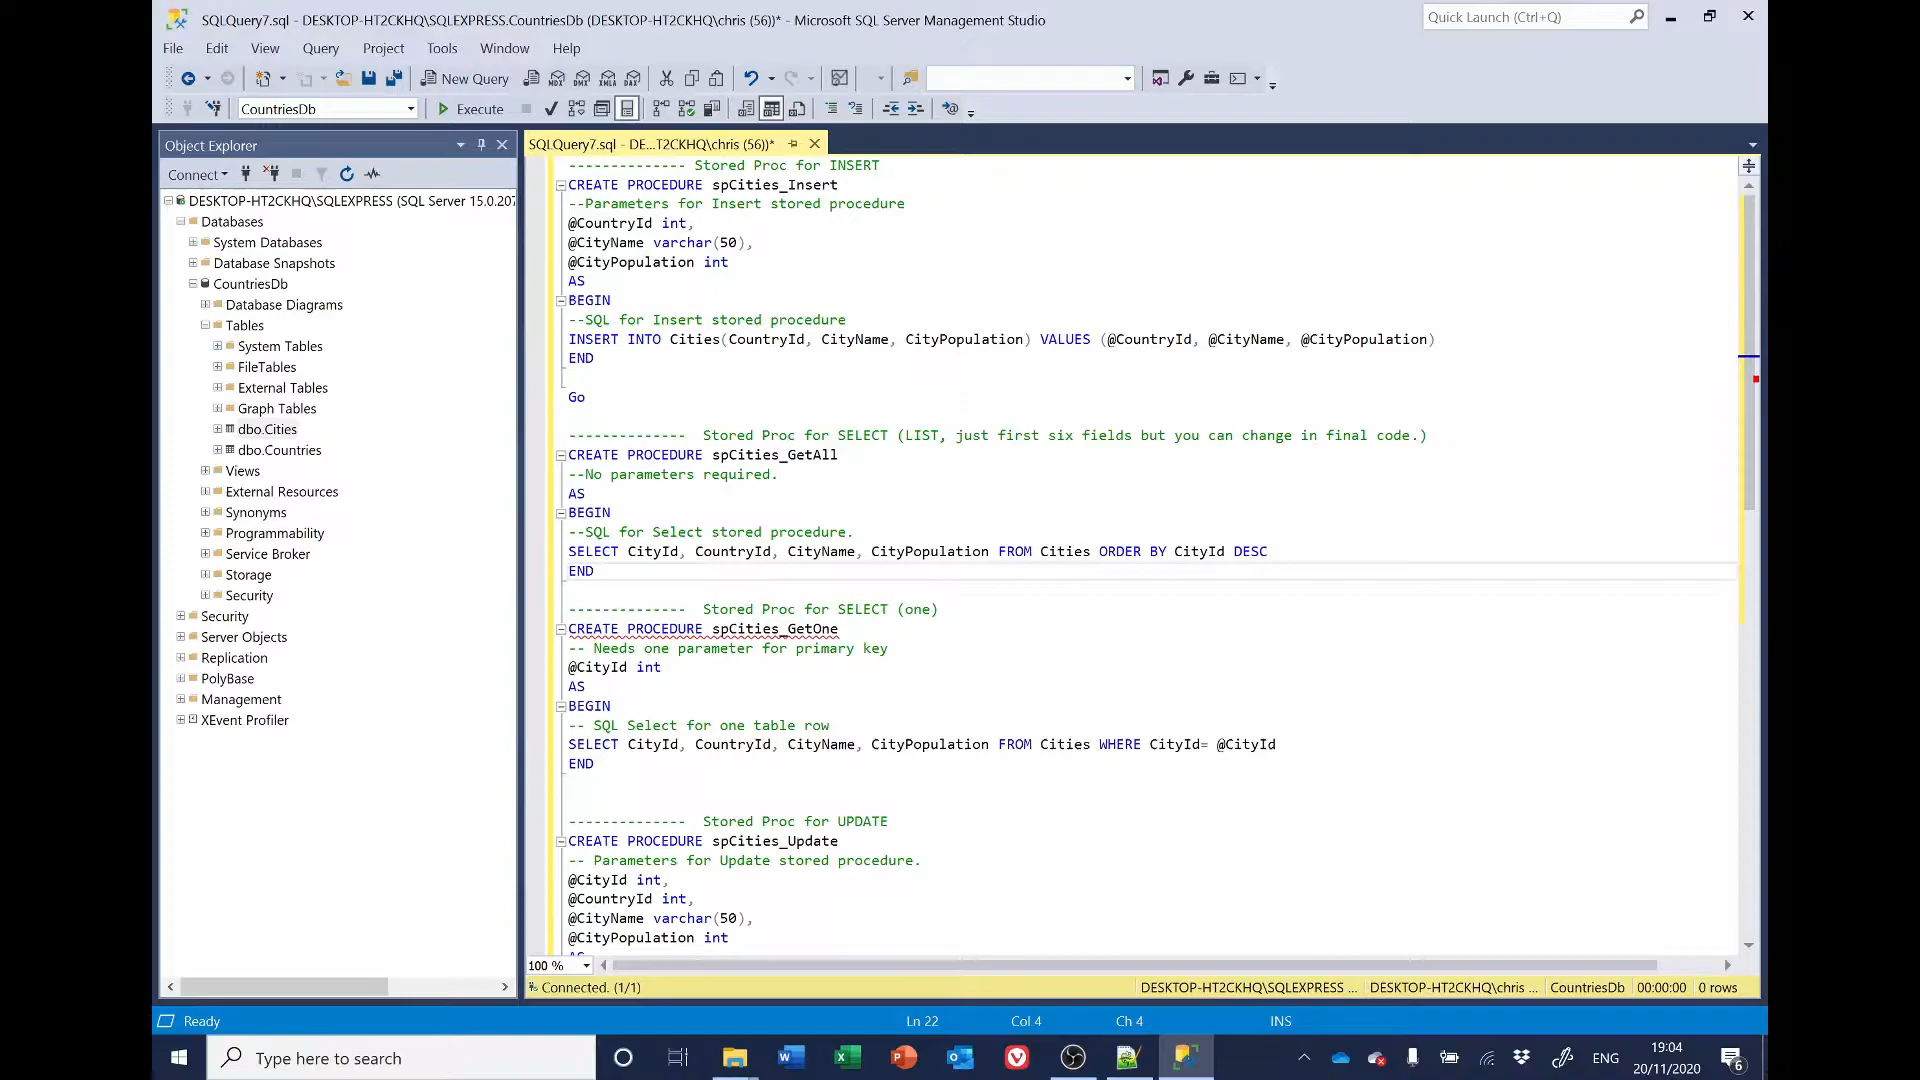 SQLQuery7.sql - DESKTOP-HT2CKHQ\SQLEXPRESS.CountriesDb (DESKTOP-HT2CKHQ\chris (56))* - Microsoft SQL Server Management Studio
Quick Launch (Ctrl+Q)
File Edit View Query Project Tools Window Help
New Query
MDX DMX XMLA DAX
CountriesDb
Execute
Object Explorer
SQLQuery7.sql - DE...T2CKHQ\chris (56))*
Connect
DESKTOP-HT2CKHQ\SQLEXPRESS (SQL Server 15.0.207
Databases
System Databases
Database Snapshots
CountriesDb
Database Diagrams
Tables
System Tables
FileTables
External Tables
Graph Tables
dbo.Cities
dbo.Countries
Views
External Resources
Synonyms
Programmability
Service Broker
Storage
Security
Security
Server Objects
Replication
PolyBase
Management
XEvent Profiler
-------------- Stored Proc for INSERT
CREATE PROCEDURE spCities_Insert
--Parameters for Insert stored procedure
@CountryId int,
@CityName varchar(50),
@CityPopulation int
AS
BEGIN
--SQL for Insert stored procedure
INSERT INTO Cities(CountryId, CityName, CityPopulation) VALUES (@CountryId, @CityName, @CityPopulation)
END
Go
--------------  Stored Proc for SELECT (LIST, just first six fields but you can change in final code.)
CREATE PROCEDURE spCities_GetAll
--No parameters required.
AS
BEGIN
--SQL for Select stored procedure.
SELECT CityId, CountryId, CityName, CityPopulation FROM Cities ORDER BY CityId DESC
END
--------------  Stored Proc for SELECT (one)
CREATE PROCEDURE spCities_GetOne
-- Needs one parameter for primary key
@CityId int
AS
BEGIN
-- SQL Select for one table row
SELECT CityId, CountryId, CityName, CityPopulation FROM Cities WHERE CityId= @CityId
END
--------------  Stored Proc for UPDATE
CREATE PROCEDURE spCities_Update
-- Parameters for Update stored procedure.
@CityId int,
@CountryId int,
@CityName varchar(50),
@CityPopulation int
AS
100 %
Connected. (1/1)
DESKTOP-HT2CKHQ\SQLEXPRESS ... DESKTOP-HT2CKHQ\chris ... CountriesDb 00:00:00 0 rows
Ready Ln 22 Col 4 Ch 4 INS
Type here to search
ENG
19:04
20/11/2020
6